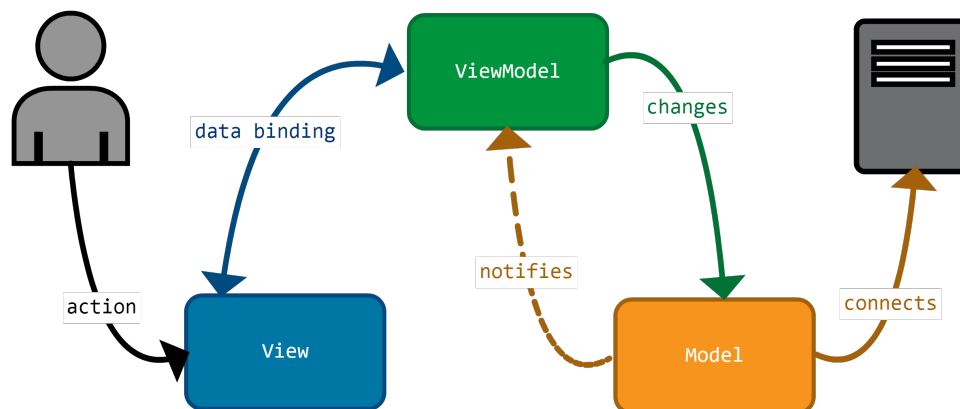 ViewModel
changes
data binding
notifies
action
connects
View
Model